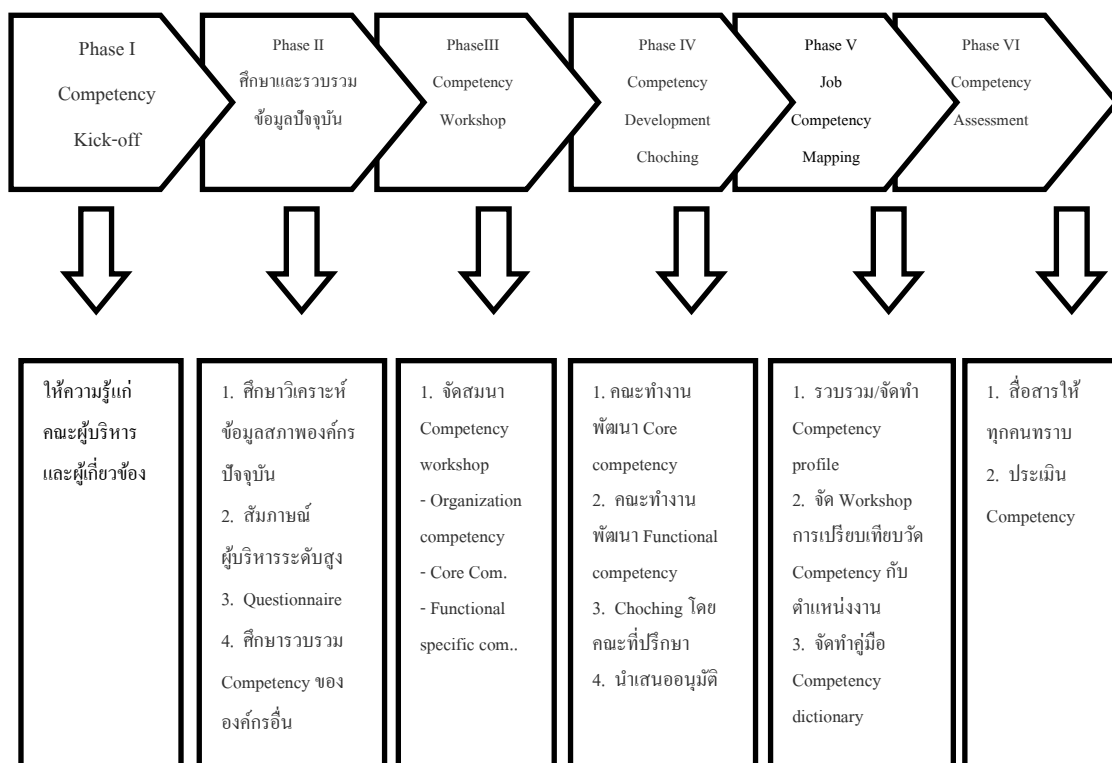 Phase I
Competency
Kick-off
Phase II
ศึกษาและรวบรวม
ข้อมูลปัจจุบัน
PhaseIII
Competency
Workshop
Phase IV
Competency
Development
Choching
Phase V
Job
Competency
Mapping
Phase VI
Competency
Assessment
ให้ความรู้แก่
คณะผู้บริหาร
และผู้เกี่ยวข้อง
1. ศึกษาวิเคราะห์
ข้อมูลสภาพองค์กร
ปัจจุบัน
2. สัมภาษณ์
ผู้บริหารระดับสูง
3. Questionnaire
4. ศึกษารวบรวม
Competency ของ
องค์กรอื่น
1. จัดสมนา
Competency
workshop
- Organization
competency
- Core Com.
- Functional
specific com..
1.คณะทำงาน
พัฒนา Core
competency
2. คณะทำงาน
พัฒนา Functional
competency
3. Choching โดย
คณะที่ปรึกษา
4. นำเสนออนุมัติ
1. รวบรวม/จัดทำ
Competency
profile
2. จัด Workshop
การเปรียบเทียบวัด
Competency กับ
ตำแหน่งงาน
3. จัดทำคู่มือ
Competency
dictionary
1. สื่อสารให้
ทุกคนทราบ
2. ประเมิน
Competency